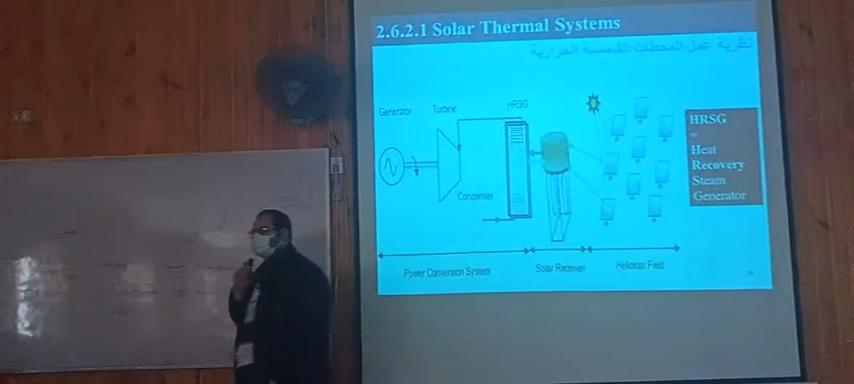 2.6.2.1 Solar Thermal Systems
نظرية عمل المحطات الشمسية الحرارية
Generator
Turbine
HRSG
Condenser
HRSG
=
Heat
Recovery
Steam
Generator
Power Conversion System
Solar Receiver
Heliostat Field